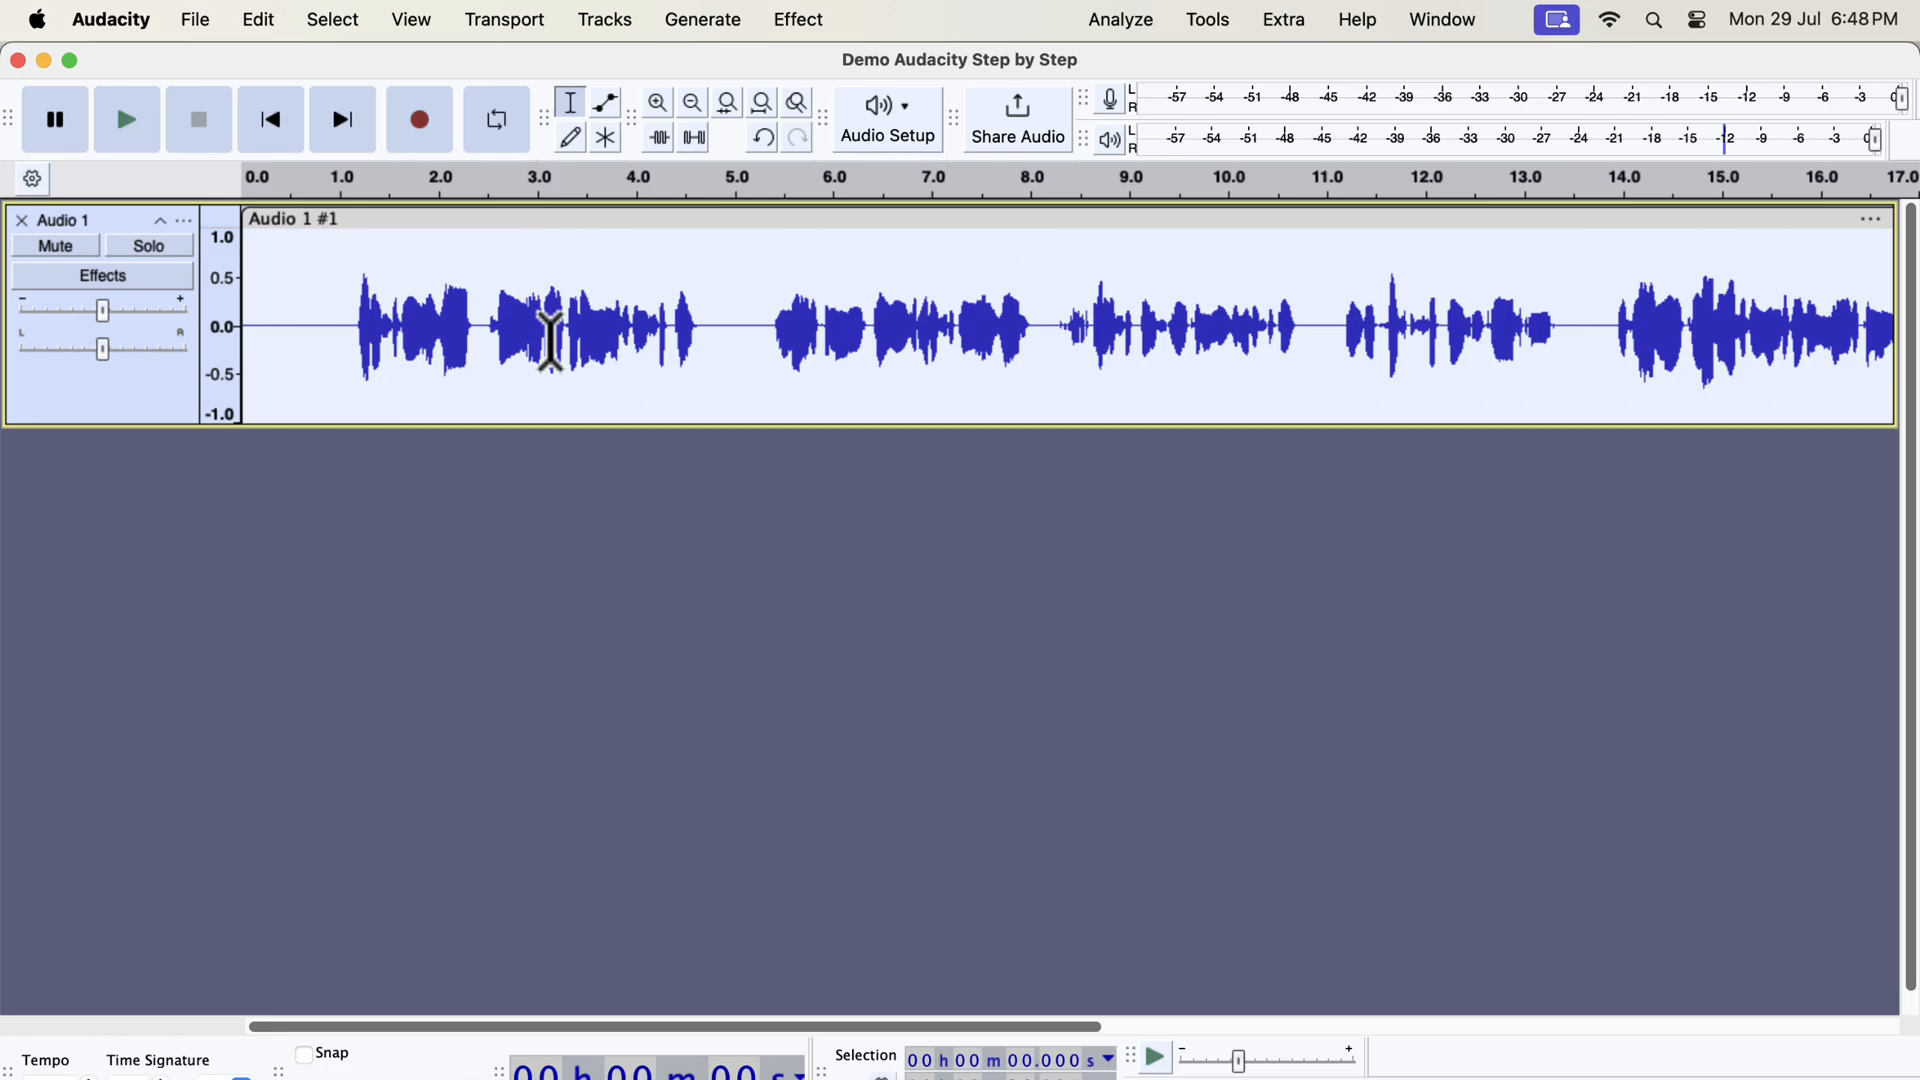 Audacity File Edit Select View Transport Tracks Generate Effect Analyze Tools Extra Help Window Mon 29 Jul 6:48 PM
Demo Audacity Step by Step
L -57 -54 -51 -48 -45 -42 -39 -36 -33 -30 -27 -24 -21 -18 -15 -12 -9 -6 -3
R
Audio Setup Share Audio
L -57 -54 -51 -48 -45 -42 -39 -36 -33 -30 -27 -24 -21 -18 -15 -12 -9 -6 -3
R
0.0 1.0 2.0 3.0 4.0 5.0 6.0 7.0 8.0 9.0 10.0 11.0 12.0 13.0 14.0 15.0 16.0 17.0
Audio 1 ... Audio 1 #1 ...
Mute Solo 1.0
Effects 0.5
- +
0.0
L R
-0.5
-1.0
Tempo Time Signature Snap 00 h 00 m 00 s Selection 00 h 00 m 00.000 s - +